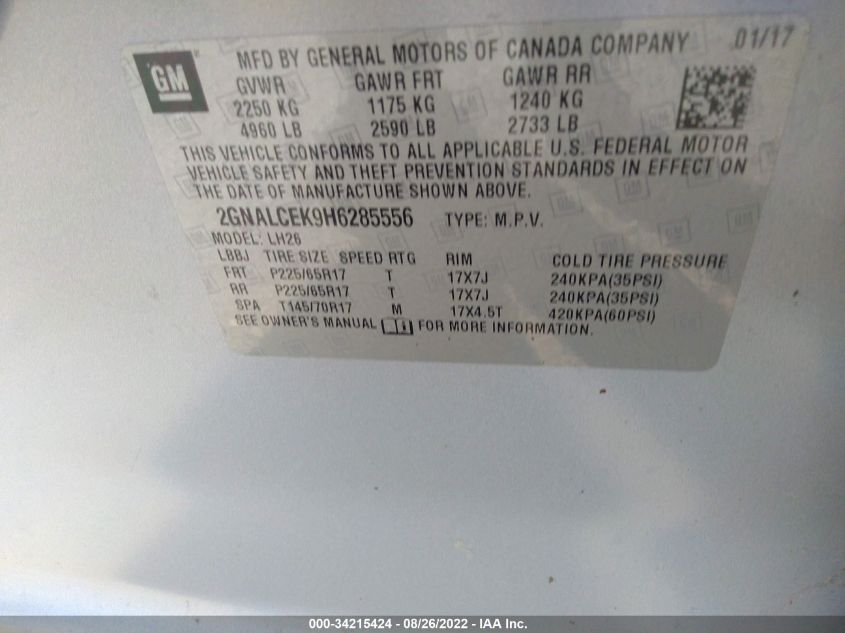 GM
MFD BY GENERAL MOTORS OF CANADA COMPANY 01/17
GVWR GAWR FRT GAWR RR
2250 KG 1175 KG 1240 KG
4960 LB 2590 LB 2733 LB
THIS VEHICLE CONFORMS TO ALL APPLICABLE U.S. FEDERAL MOTOR
VEHICLE SAFETY AND THEFT PREVENTION STANDARDS IN EFFECT ON
THE DATE OF MANUFACTURE SHOWN ABOVE.
2GNALCEK9H6285556 TYPE: M.P.V.
MODEL: LH26
LBBJ TIRE SIZE SPEED RTG RIM COLD TIRE PRESSURE
FRT P225/65R17 T 17X7J 240KPA(35PSI)
RR P225/65R17 T 17X7J 240KPA(35PSI)
SPA T145/70R17 M 17X4.5T 420KPA(60PSI)
SEE OWNER'S MANUAL FOR MORE INFORMATION.
000-34215424 - 08/26/2022 - IAA Inc.